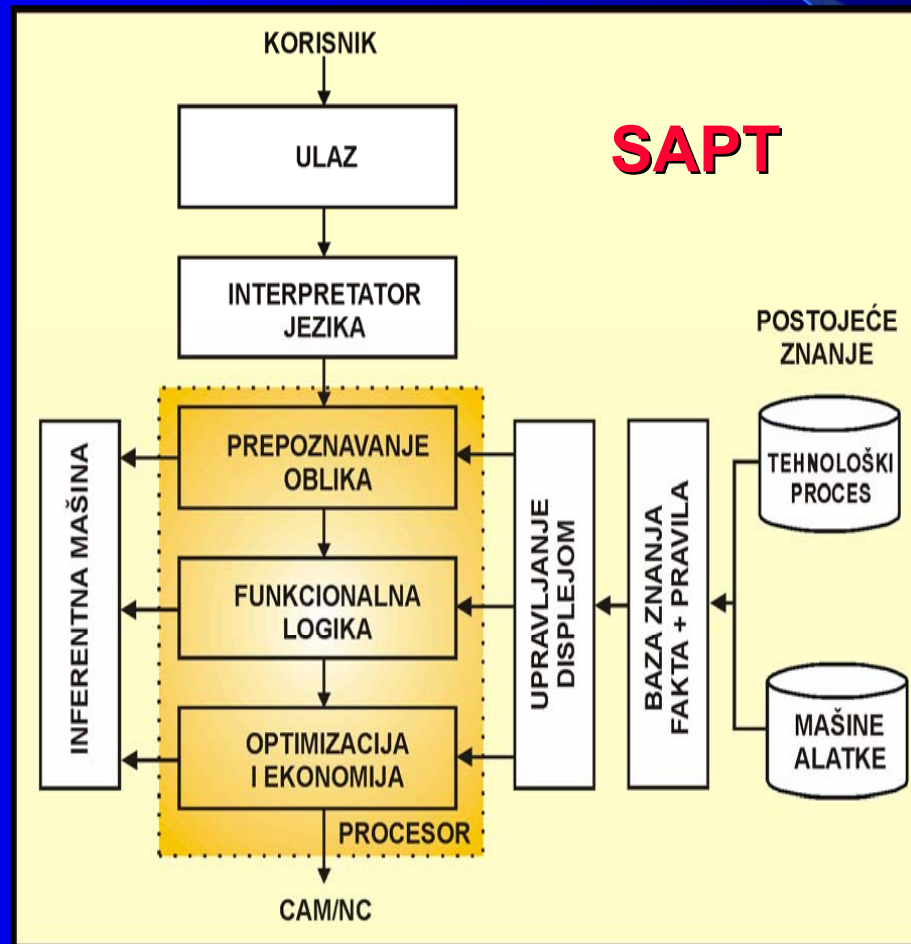 KORISNIK
SAPT
ULAZ
INTERPRETATOR
JEZIKA
POSTOJEĆE
ZNANJE
PREPOZNAVANJE
OBLIKA
FUNKCIONALNA
LOGIKA
OPTIMIZACIJA
I EKONOMIJA
PROCESOR
CAM/NC
INFERENTNA MAŠINA
UPRAVLJANJE
DISPLEJOM
BAZA ZNANJA
FAKTA + PRAVILA
TEHNOLOŠKI
PROCES
MAŠINE
ALATKE